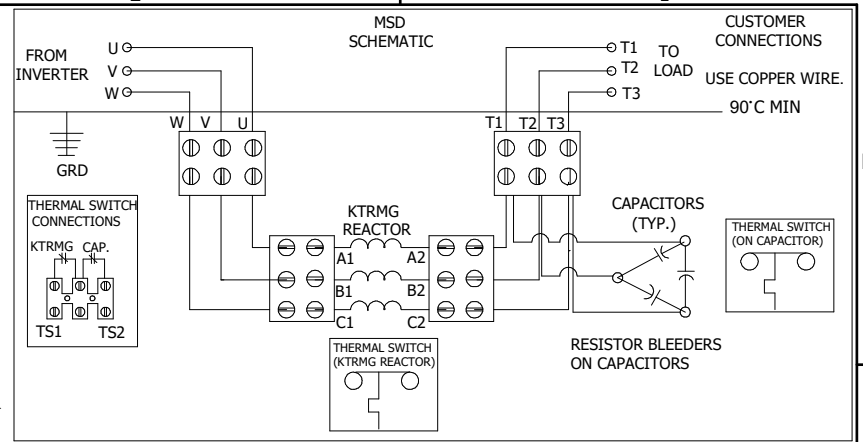 MSD
SCHEMATIC
CUSTOMER
CONNECTIONS
FROM
INVERTER
U
V
W
T1
T2
T3
TO
LOAD
USE COPPER WIRE.
90°C MIN
GRD
W V U
T1 T2 T3
THERMAL SWITCH
CONNECTIONS
KTRMG CAP.
TS1 TS2
KTRMG
REACTOR
A1 A2
B1 B2
C1 C2
CAPACITORS
(TYP.)
THERMAL SWITCH
(ON CAPACITOR)
RESISTOR BLEEDERS
ON CAPACITORS
THERMAL SWITCH
(KTRMG REACTOR)